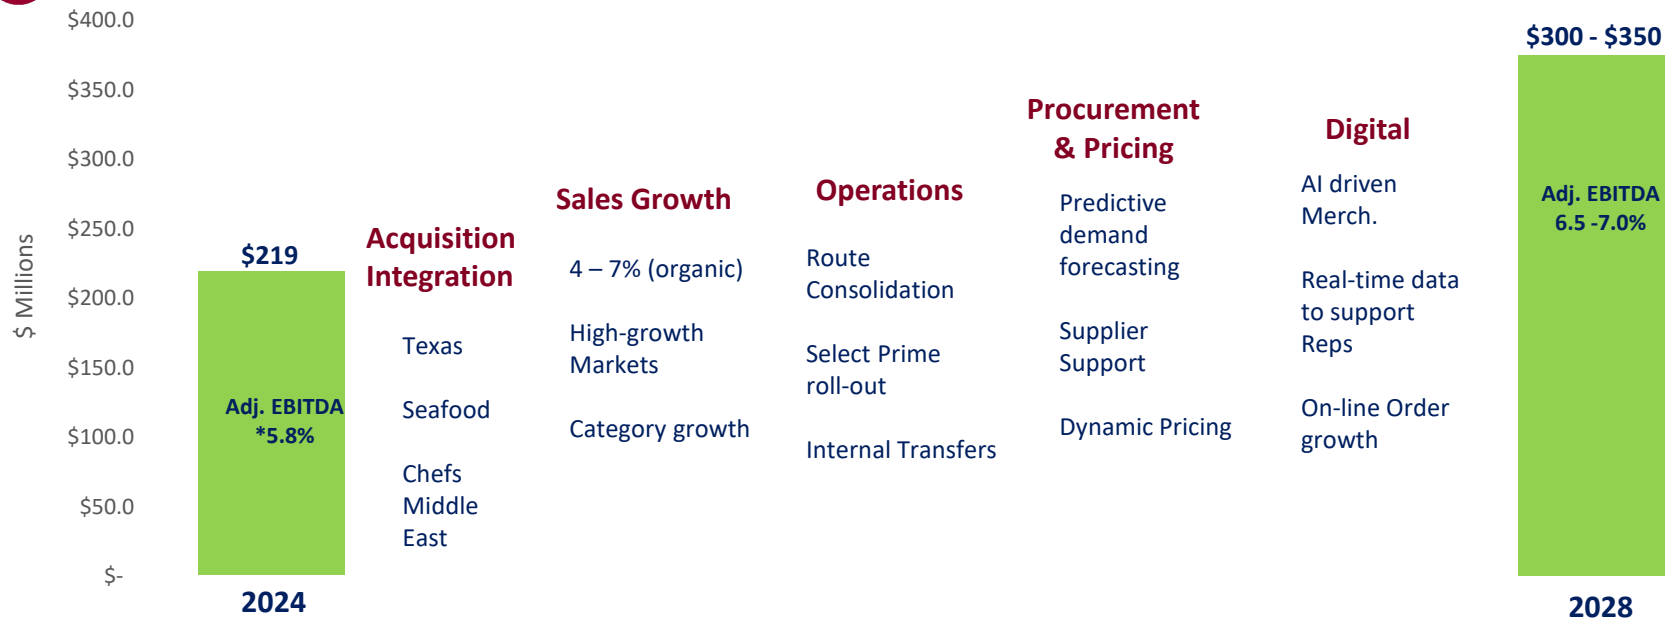 $ Millions
$400.0
$350.0
$300.0
$250.0
$200.0
$150.0
$100.0
$50.0
$-
$219
Adj. EBITDA
*5.8%
2024
Acquisition
Integration
Texas
Seafood
Chefs
Middle
East
Sales Growth
4 – 7% (organic)
High-growth
Markets
Category growth
Operations
Route
Consolidation
Select Prime
roll-out
Internal Transfers
Procurement
& Pricing
Predictive
demand
forecasting
Supplier
Support
Dynamic Pricing
Digital
AI driven
Merch.
Real-time data
to support
Reps
On-line Order
growth
$300 - $350
Adj. EBITDA
6.5 -7.0%
2028